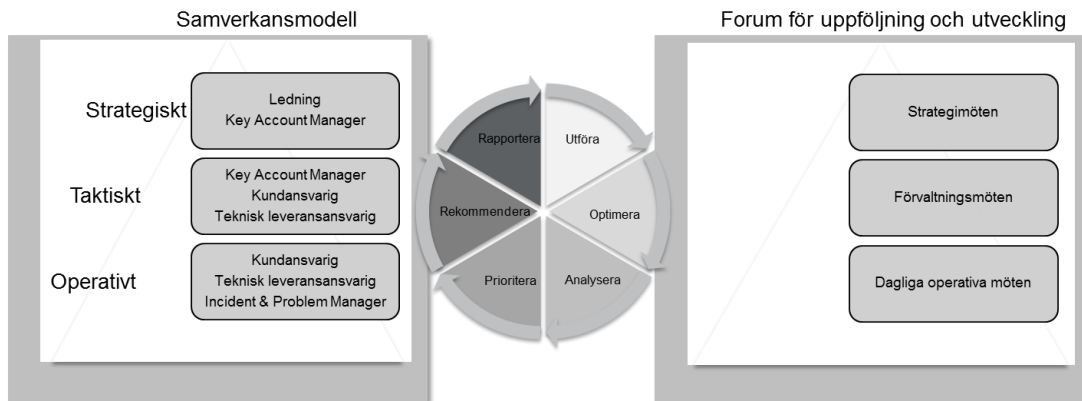 Samverkansmodell
Forum för uppföljning och utveckling
Strategiskt
Ledning
Key Account Manager
Taktiskt
Key Account Manager
Kundansvarig
Teknisk leveransansvarig
Operativt
Kundansvarig
Teknisk leveransansvarig
Incident & Problem Manager
Rapportera
Utföra
Rekommendera
Optimera
Prioritera
Analysera
Strategimöten
Förvaltningsmöten
Dagliga operativa möten